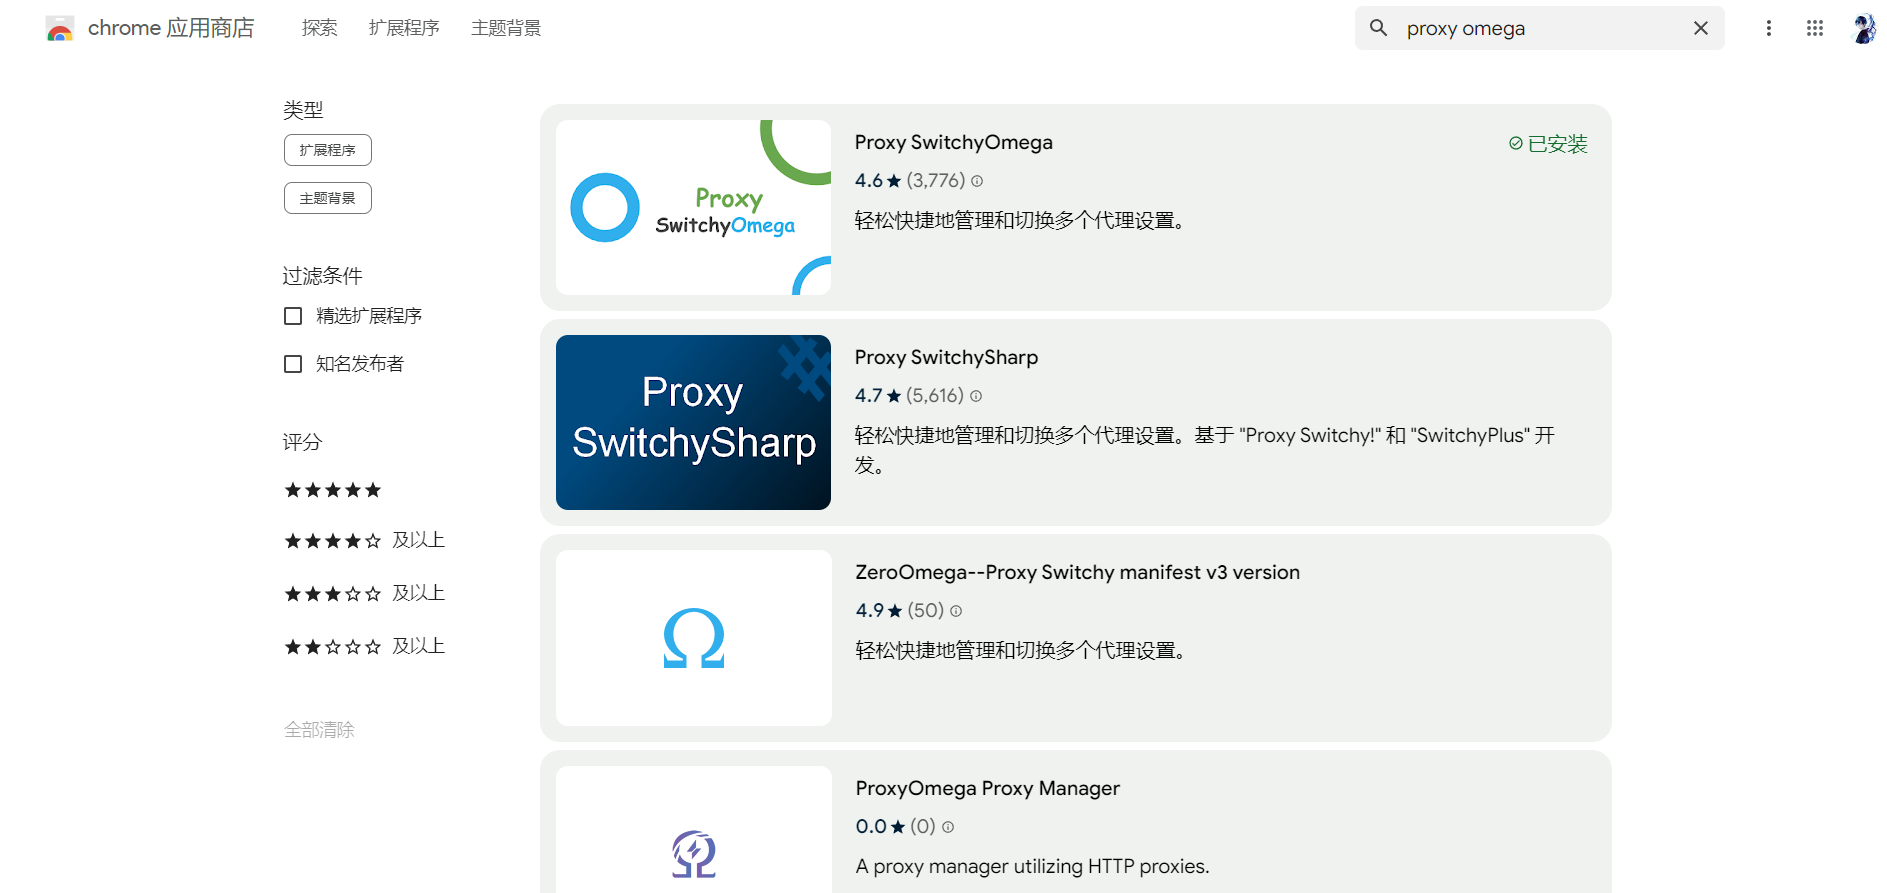 chrome 应用商店
探索
扩展程序
主题背景
proxy omega
类型
扩展程序
主题背景
过滤条件
精选扩展程序
知名发布者
评分
及以上
及以上
及以上
全部清除
Proxy
SwitchyOmega
Proxy SwitchyOmega
已安装
4.6 ★ (3,776)
轻松快捷地管理和切换多个代理设置。
Proxy
SwitchySharp
Proxy SwitchySharp
4.7 ★ (5,616)
轻松快捷地管理和切换多个代理设置。基于 "Proxy Switchy!" 和 "SwitchyPlus" 开
发。
Ω
ZeroOmega--Proxy Switchy manifest v3 version
4.9 ★ (50)
轻松快捷地管理和切换多个代理设置。
ProxyOmega Proxy Manager
0.0 ★ (0)
A proxy manager utilizing HTTP proxies.